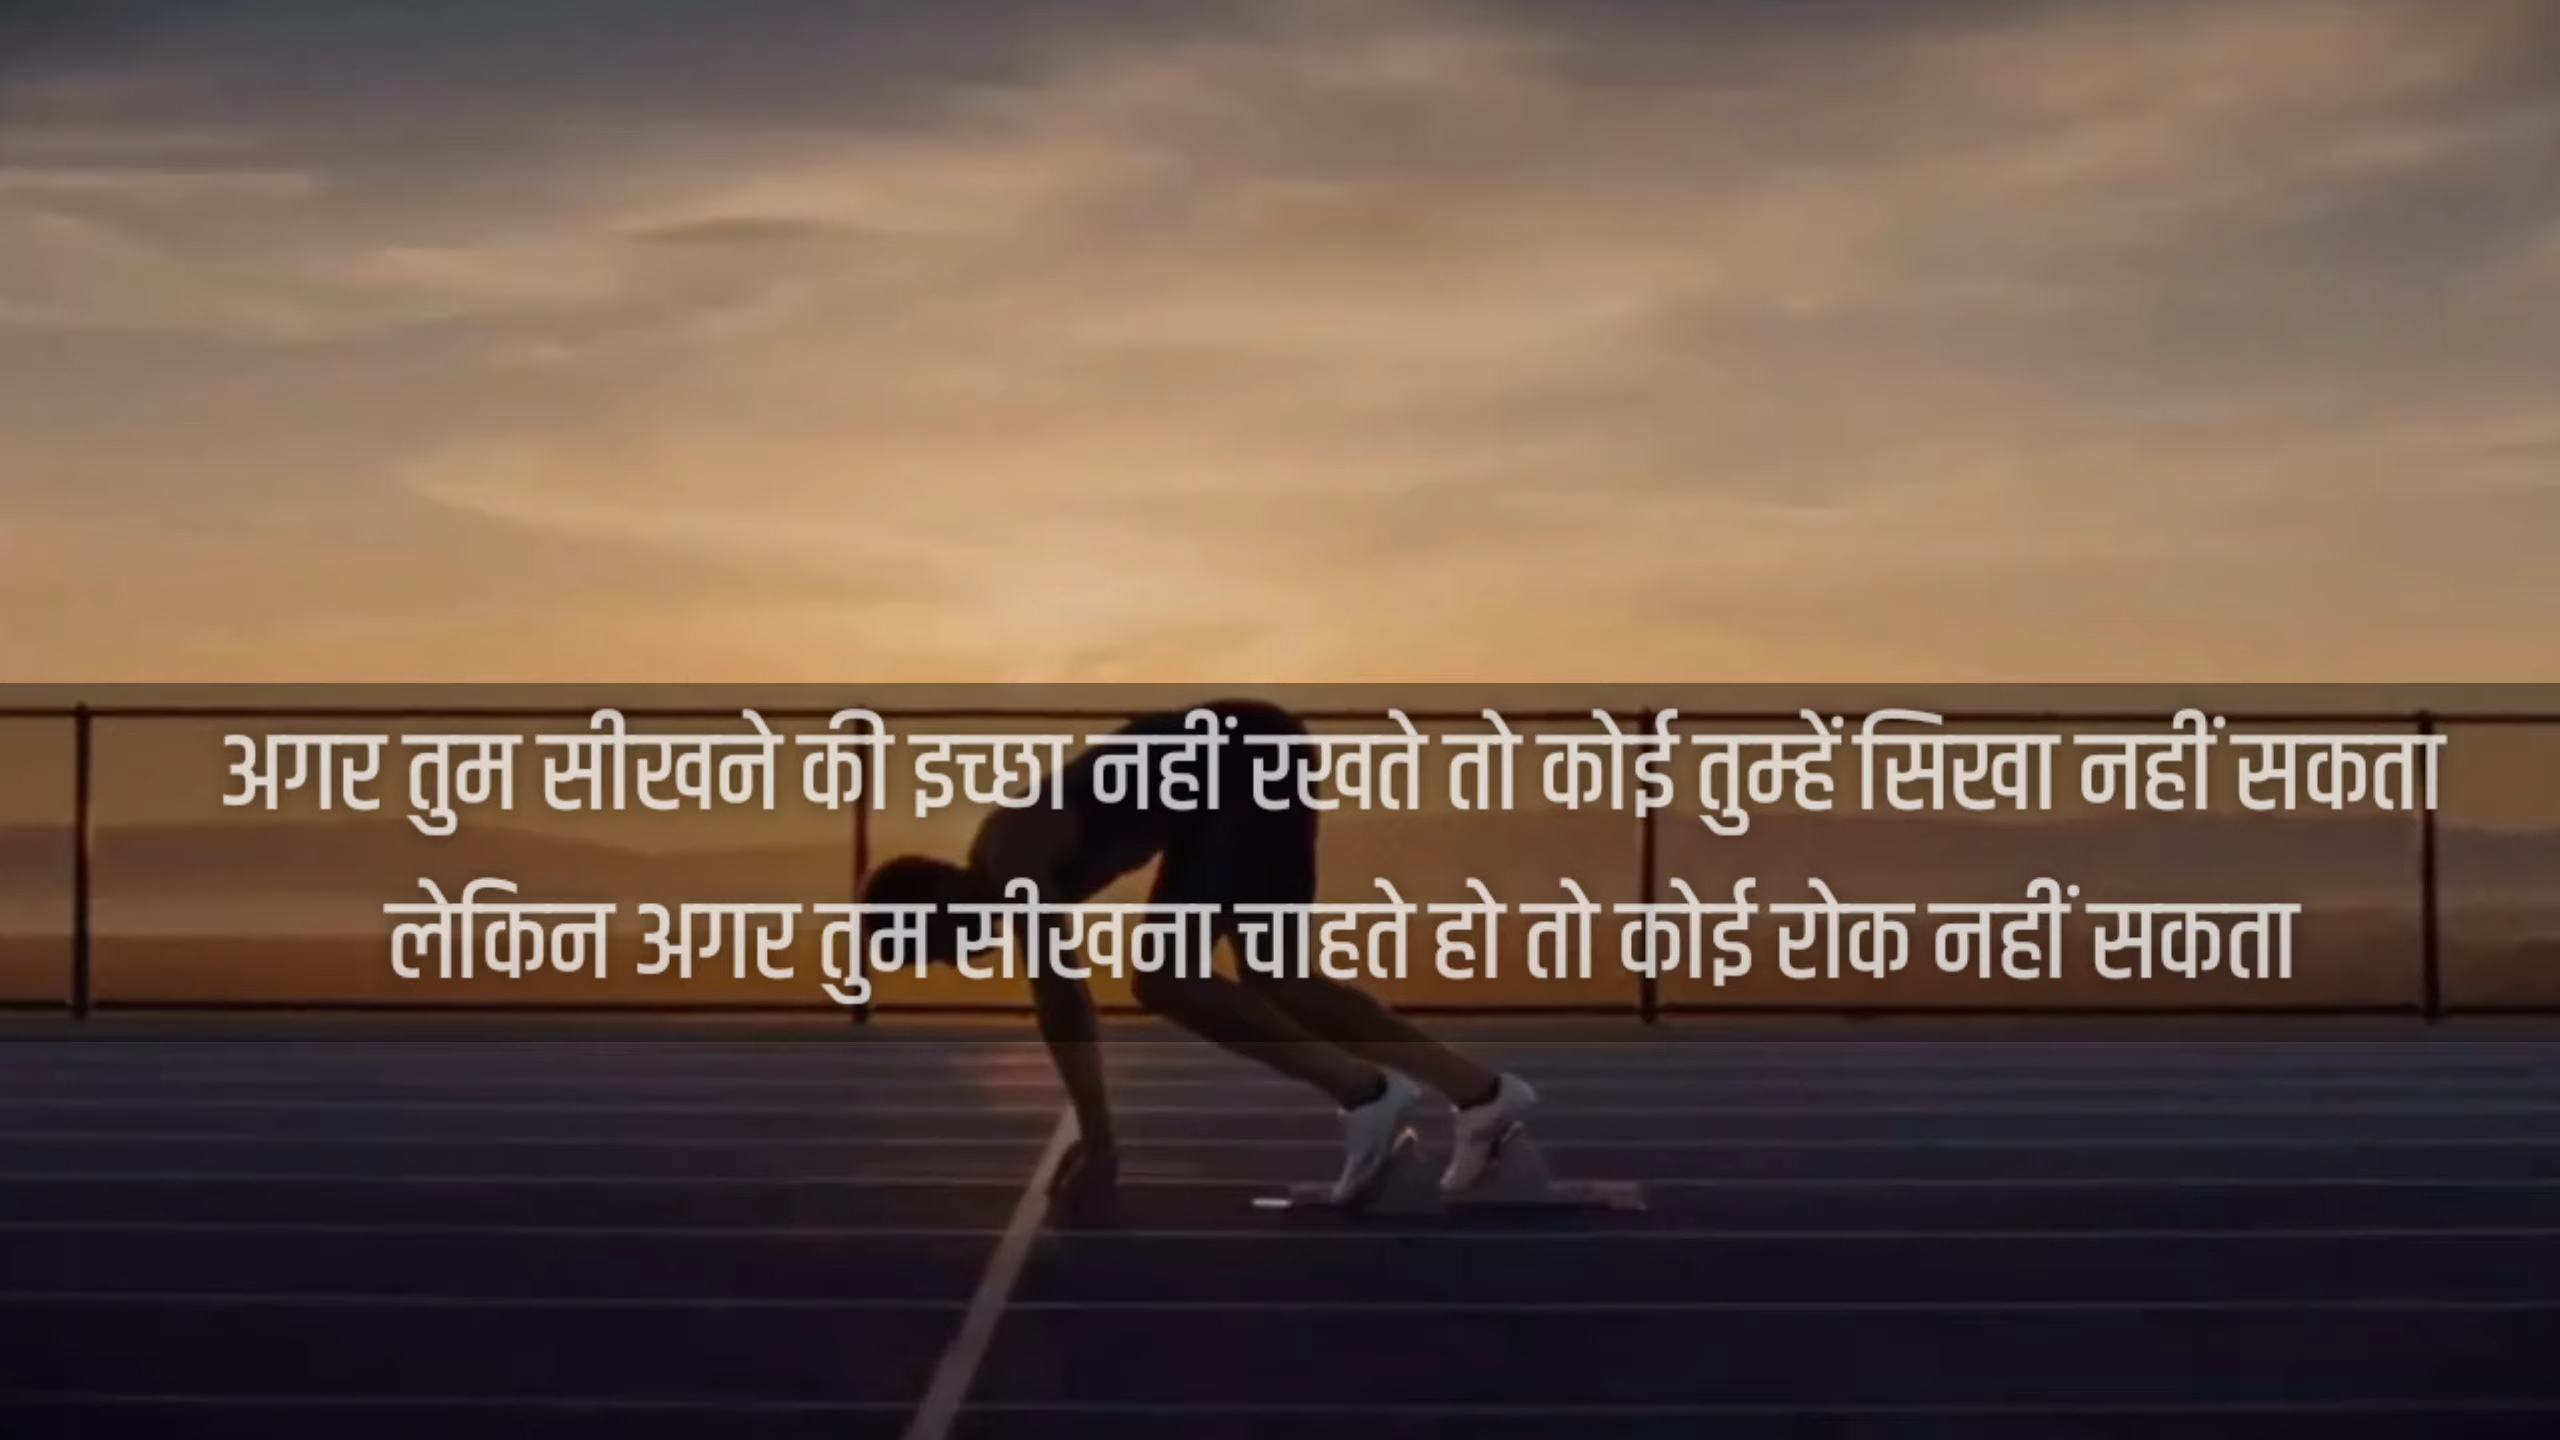 अगर तुम सीखने की इच्छा नहीं रखते तो कोई तुम्हें सिखा नहीं सकता
लेकिन अगर तुम सीखना चाहते हो तो कोई रोक नहीं सकता